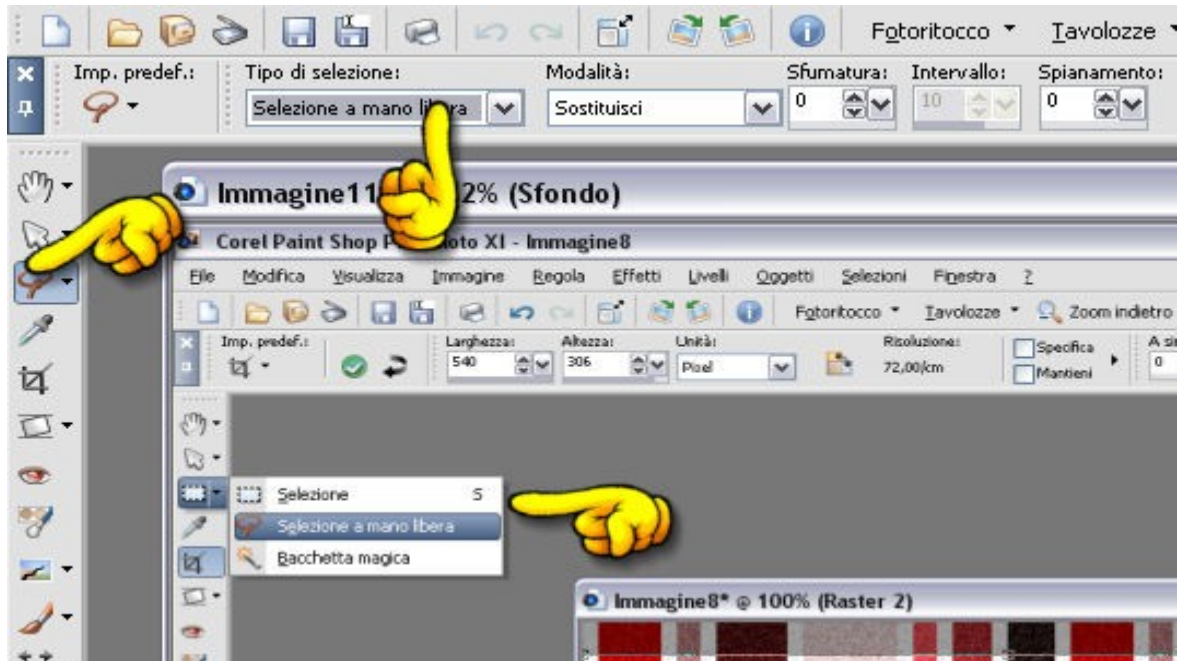 Fotoritocco Tavolozze
Imp. predef.: Tipo di selezione: Modalità: Sfumatura: Intervallo: Spianamento:
Selezione a mano libera Sostituisci 0 10 0
Immagine11 2% (Sfondo)
Corel Paint Shop P oto XI - Immagine8
File Modifica Visualizza Immagine Regola Effetti Livelli Oggetti Selezioni Finestra ?
Fotoritocco Tavolozze Zoom indietro
Imp. predef.: Larghezza: Altezza: Unità: Risoluzione: Specifica A si
540 306 Pixel 72,00/cm Mantieni 0
Selezione S
Selezione a mano libera
Bacchetta magica
Immagine8* @ 100% (Raster 2)